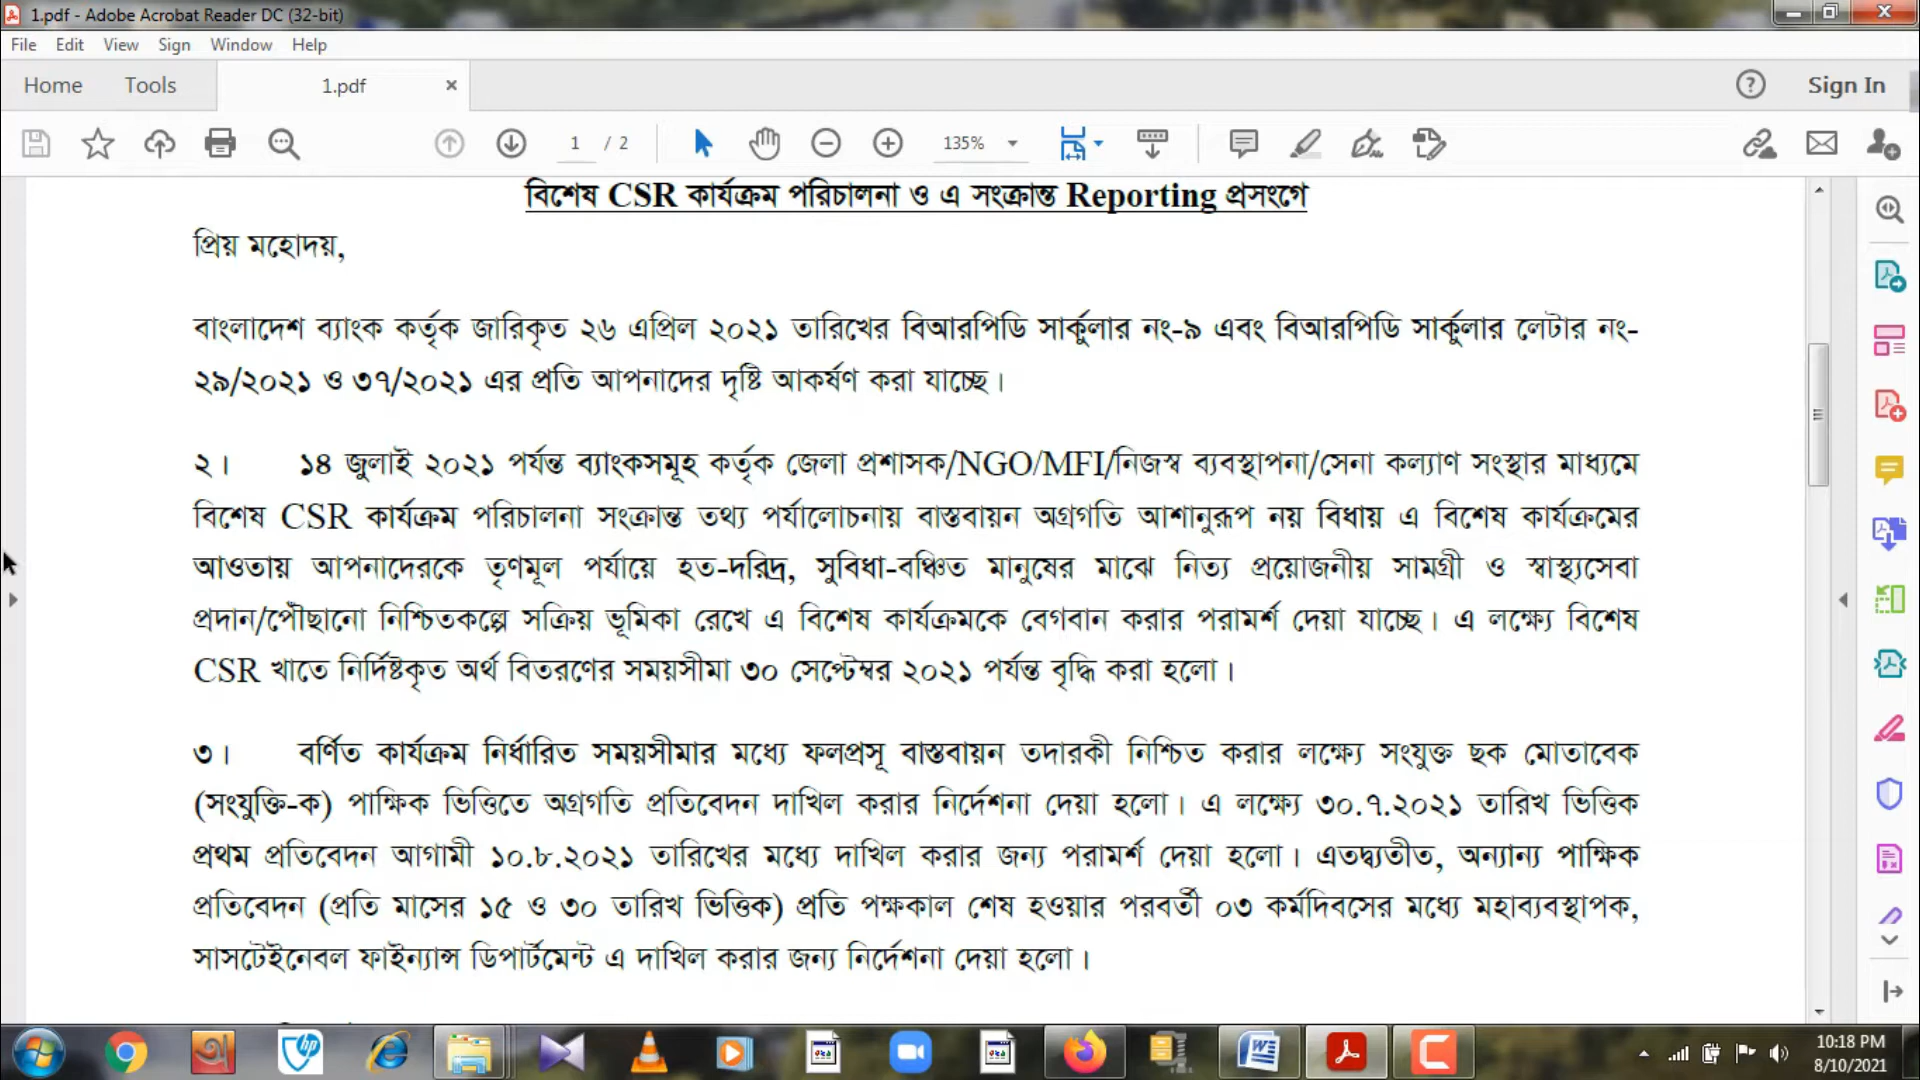 1.pdf - Adobe Acrobat Reader DC (32-bit)
File Edit View Sign Window Help
Home Tools 1.pdf Sign In
1 / 2 135%
বিশেষ CSR কার্যক্রম পরিচালনা ও এ সংক্রান্ত Reporting প্রসংগে
প্রিয় মহোদয়,
বাংলাদেশ ব্যাংক কর্তৃক জারিকৃত ২৬ এপ্রিল ২০২১ তারিখের বিআরপিডি সার্কুলার নং-৯ এবং বিআরপিডি সার্কুলার লেটার নং-
২৯/২০২১ ও ৩৭/২০২১ এর প্রতি আপনাদের দৃষ্টি আকর্ষণ করা যাচ্ছে।
২। ১৪ জুলাই ২০২১ পর্যন্ত ব্যাংকসমূহ কর্তৃক জেলা প্রশাসক/NGO/MFI/নিজস্ব ব্যবস্থাপনা/সেনা কল্যাণ সংস্থার মাধ্যমে
বিশেষ CSR কার্যক্রম পরিচালনা সংক্রান্ত তথ্য পর্যালোচনায় বাস্তবায়ন অগ্রগতি আশানুরূপ নয় বিধায় এ বিশেষ কার্যক্রমের
আওতায় আপনাদেরকে তৃণমূল পর্যায়ে হত-দরিদ্র, সুবিধা-বঞ্চিত মানুষের মাঝে নিত্য প্রয়োজনীয় সামগ্রী ও স্বাস্থ্যসেবা
প্রদান/পৌঁছানো নিশ্চিতকল্পে সক্রিয় ভূমিকা রেখে এ বিশেষ কার্যক্রমকে বেগবান করার পরামর্শ দেয়া যাচ্ছে। এ লক্ষ্যে বিশেষ
CSR খাতে নির্দিষ্টকৃত অর্থ বিতরণের সময়সীমা ৩০ সেপ্টেম্বর ২০২১ পর্যন্ত বৃদ্ধি করা হলো।
৩। বর্ণিত কার্যক্রম নির্ধারিত সময়সীমার মধ্যে ফলপ্রসূ বাস্তবায়ন তদারকী নিশ্চিত করার লক্ষ্যে সংযুক্ত ছক মোতাবেক
(সংযুক্তি-ক) পাক্ষিক ভিত্তিতে অগ্রগতি প্রতিবেদন দাখিল করার নির্দেশনা দেয়া হলো। এ লক্ষ্যে ৩০.৭.২০২১ তারিখ ভিত্তিক
প্রথম প্রতিবেদন আগামী ১০.৮.২০২১ তারিখের মধ্যে দাখিল করার জন্য পরামর্শ দেয়া হলো। এতদ্ব্যতীত, অন্যান্য পাক্ষিক
প্রতিবেদন (প্রতি মাসের ১৫ ও ৩০ তারিখ ভিত্তিক) প্রতি পক্ষকাল শেষ হওয়ার পরবর্তী ০৩ কর্মদিবসের মধ্যে মহাব্যবস্থাপক,
সাসটেইনেবল ফাইন্যান্স ডিপার্টমেন্ট এ দাখিল করার জন্য নির্দেশনা দেয়া হলো।
10:18 PM
8/10/2021